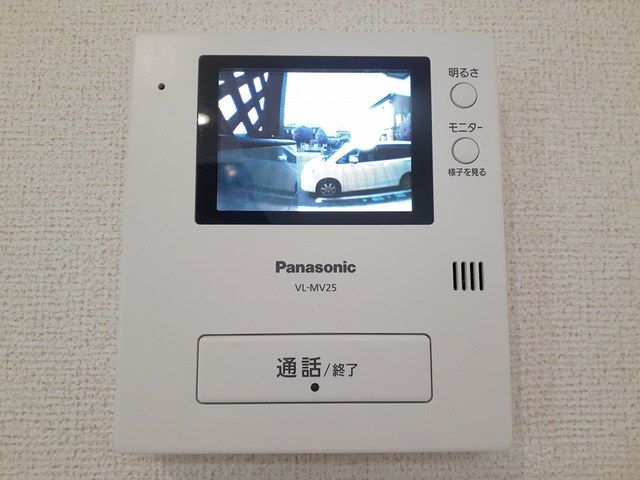 明るさ
モニター
様子を見る
Panasonic
VL-MV25
通話/終了